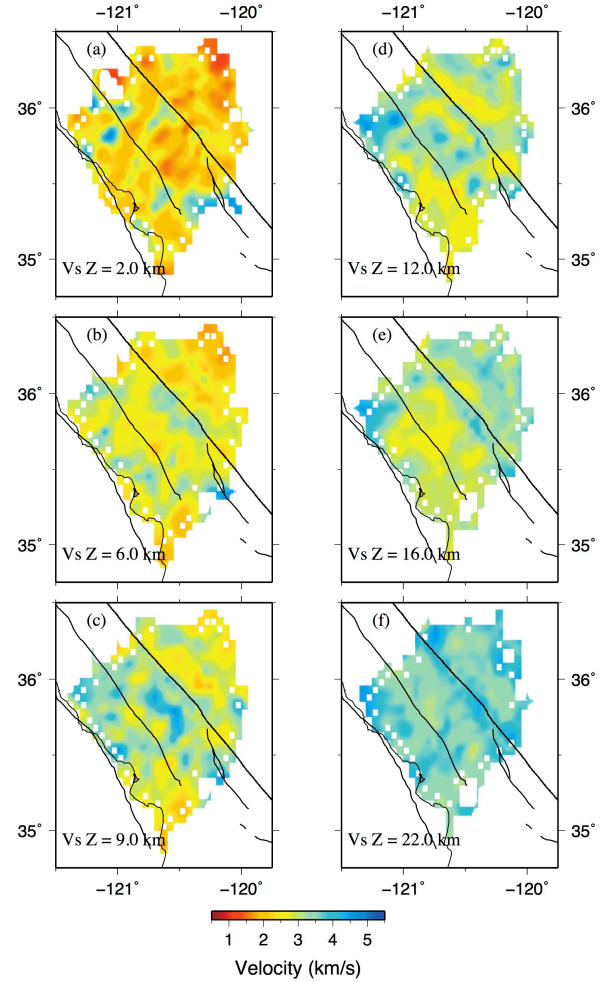 −121˚ −120˚ −121˚ −120˚
(a) (d)
36˚ 36˚
35˚ 35˚
Vs Z = 2.0 km Vs Z = 12.0 km
(b) (e)
36˚ 36˚
35˚ 35˚
Vs Z = 6.0 km Vs Z = 16.0 km
(c) (f)
36˚ 36˚
35˚ 35˚
Vs Z = 9.0 km Vs Z = 22.0 km
−121˚ −120˚ −121˚ −120˚
1 2 3 4 5
Velocity (km/s)